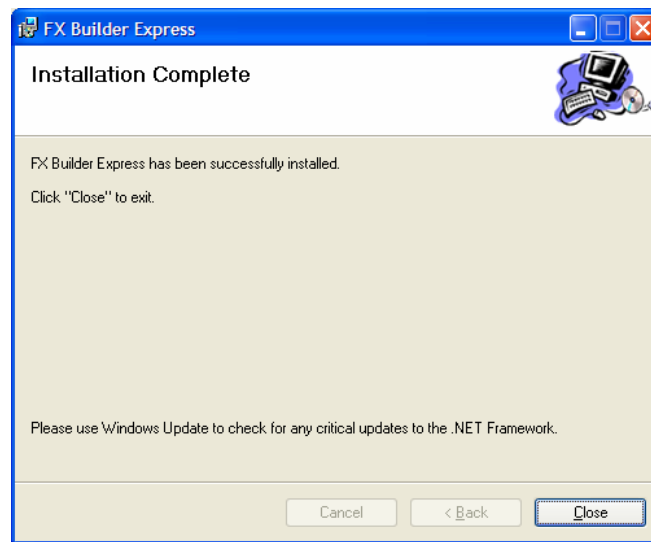 FX Builder Express
Installation Complete
FX Builder Express has been successfully installed.
Click "Close" to exit.
Please use Windows Update to check for any critical updates to the .NET Framework.
Cancel
< Back
Close